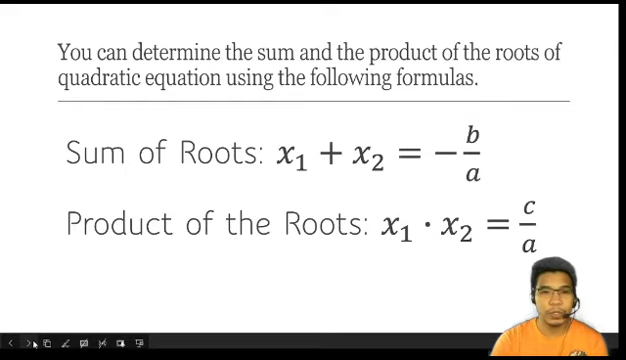 You can determine the sum and the product of the roots of
quadratic equation using the following formulas.
Sum of Roots: x₁ + x₂ = −b/a
Product of the Roots: x₁ · x₂ = c/a